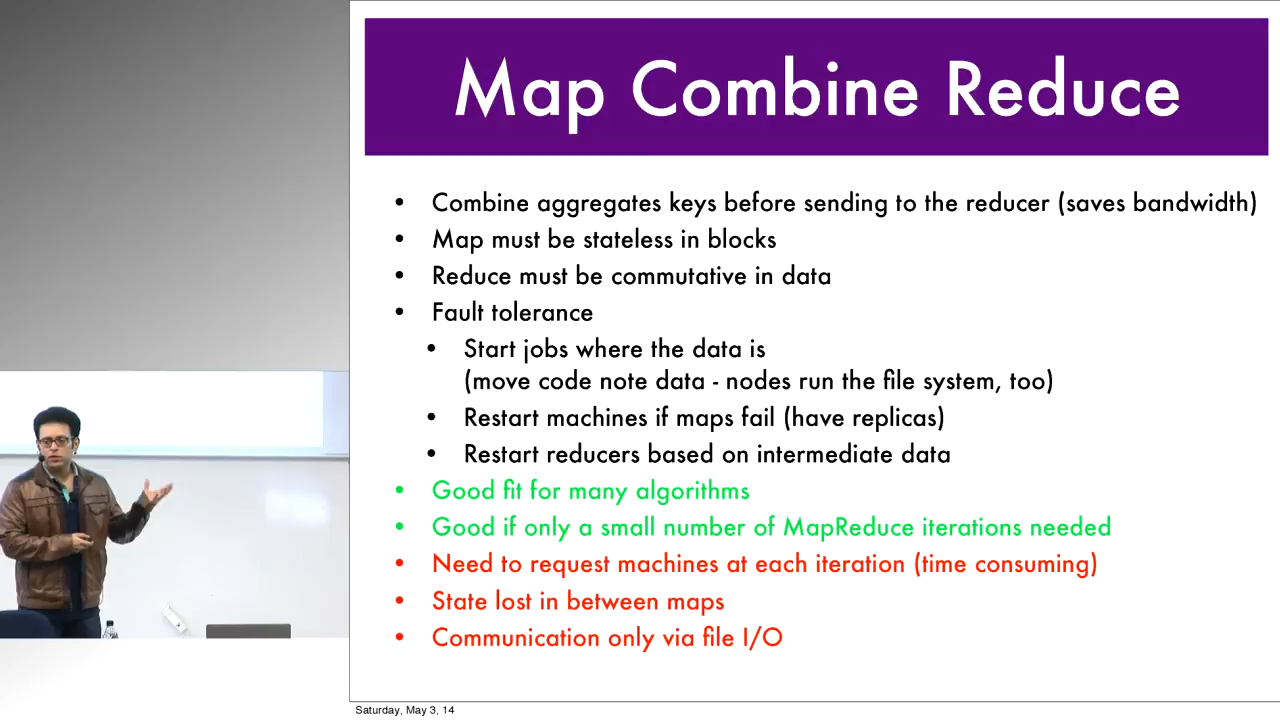 Map Combine Reduce
• Combine aggregates keys before sending to the reducer (saves bandwidth)
• Map must be stateless in blocks
• Reduce must be commutative in data
• Fault tolerance
• Start jobs where the data is
(move code note data - nodes run the file system, too)
• Restart machines if maps fail (have replicas)
• Restart reducers based on intermediate data
• Good fit for many algorithms
• Good if only a small number of MapReduce iterations needed
• Need to request machines at each iteration (time consuming)
• State lost in between maps
• Communication only via file I/O
Saturday, May 3, 14